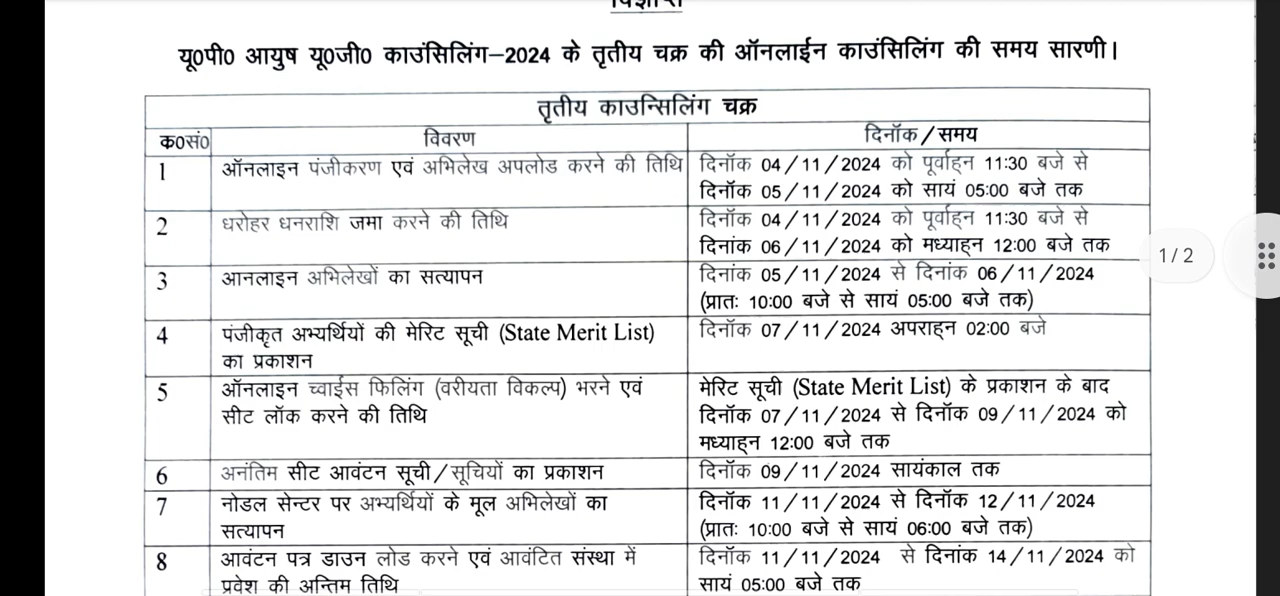 विज्ञप्ति
यू0पी0 आयुष यू0जी0 काउंसिलिंग–2024 के तृतीय चक्र की ऑनलाईन काउंसिलिंग की समय सारणी।
तृतीय काउन्सिलिंग चक्र
क0सं0 विवरण दिनॉक/समय
1 ऑनलाइन पंजीकरण एवं अभिलेख अपलोड करने की तिथि दिनॉक 04/11/2024 को पूर्वाह्न 11:30 बजे से
दिनॉक 05/11/2024 को सायं 05:00 बजे तक
2 धरोहर धनराशि जमा करने की तिथि दिनॉक 04/11/2024 को पूर्वाह्न 11:30 बजे से
दिनांक 06/11/2024 को मध्याह्न 12:00 बजे तक
1/2
3 आनलाइन अभिलेखों का सत्यापन दिनांक 05/11/2024 से दिनांक 06/11/2024
(प्रातः 10:00 बजे से सायं 05:00 बजे तक)
4 पंजीकृत अभ्यर्थियों की मेरिट सूची (State Merit List) दिनॉक 07/11/2024 अपराह्न 02:00 बजे
का प्रकाशन
5 ऑनलाइन च्वाईस फिलिंग (वरीयता विकल्प) भरने एवं मेरिट सूची (State Merit List) के प्रकाशन के बाद
सीट लॉक करने की तिथि दिनॉक 07/11/2024 से दिनॉक 09/11/2024 को
मध्याह्न 12:00 बजे तक
6 अनंतिम सीट आवंटन सूची/सूचियों का प्रकाशन दिनॉक 09/11/2024 सायंकाल तक
7 नोडल सेन्टर पर अभ्यर्थियों के मूल अभिलेखों का दिनॉक 11/11/2024 से दिनॉक 12/11/2024
सत्यापन (प्रातः 10:00 बजे से सायं 06:00 बजे तक)
8 आवंटन पत्र डाउन लोड करने एवं आवंटित संस्था में दिनॉक 11/11/2024 से दिनांक 14/11/2024 को
प्रवेश की अन्तिम तिथि सायं 05:00 बजे तक